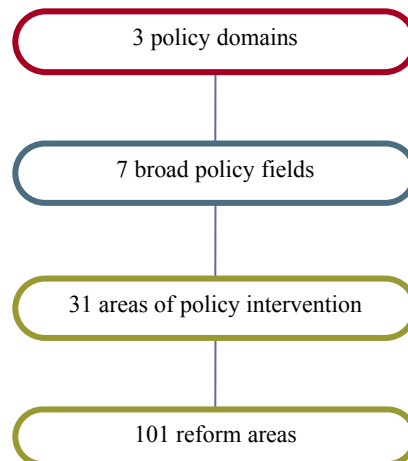 3 policy domains
7 broad policy fields
31 areas of policy intervention
101 reform areas